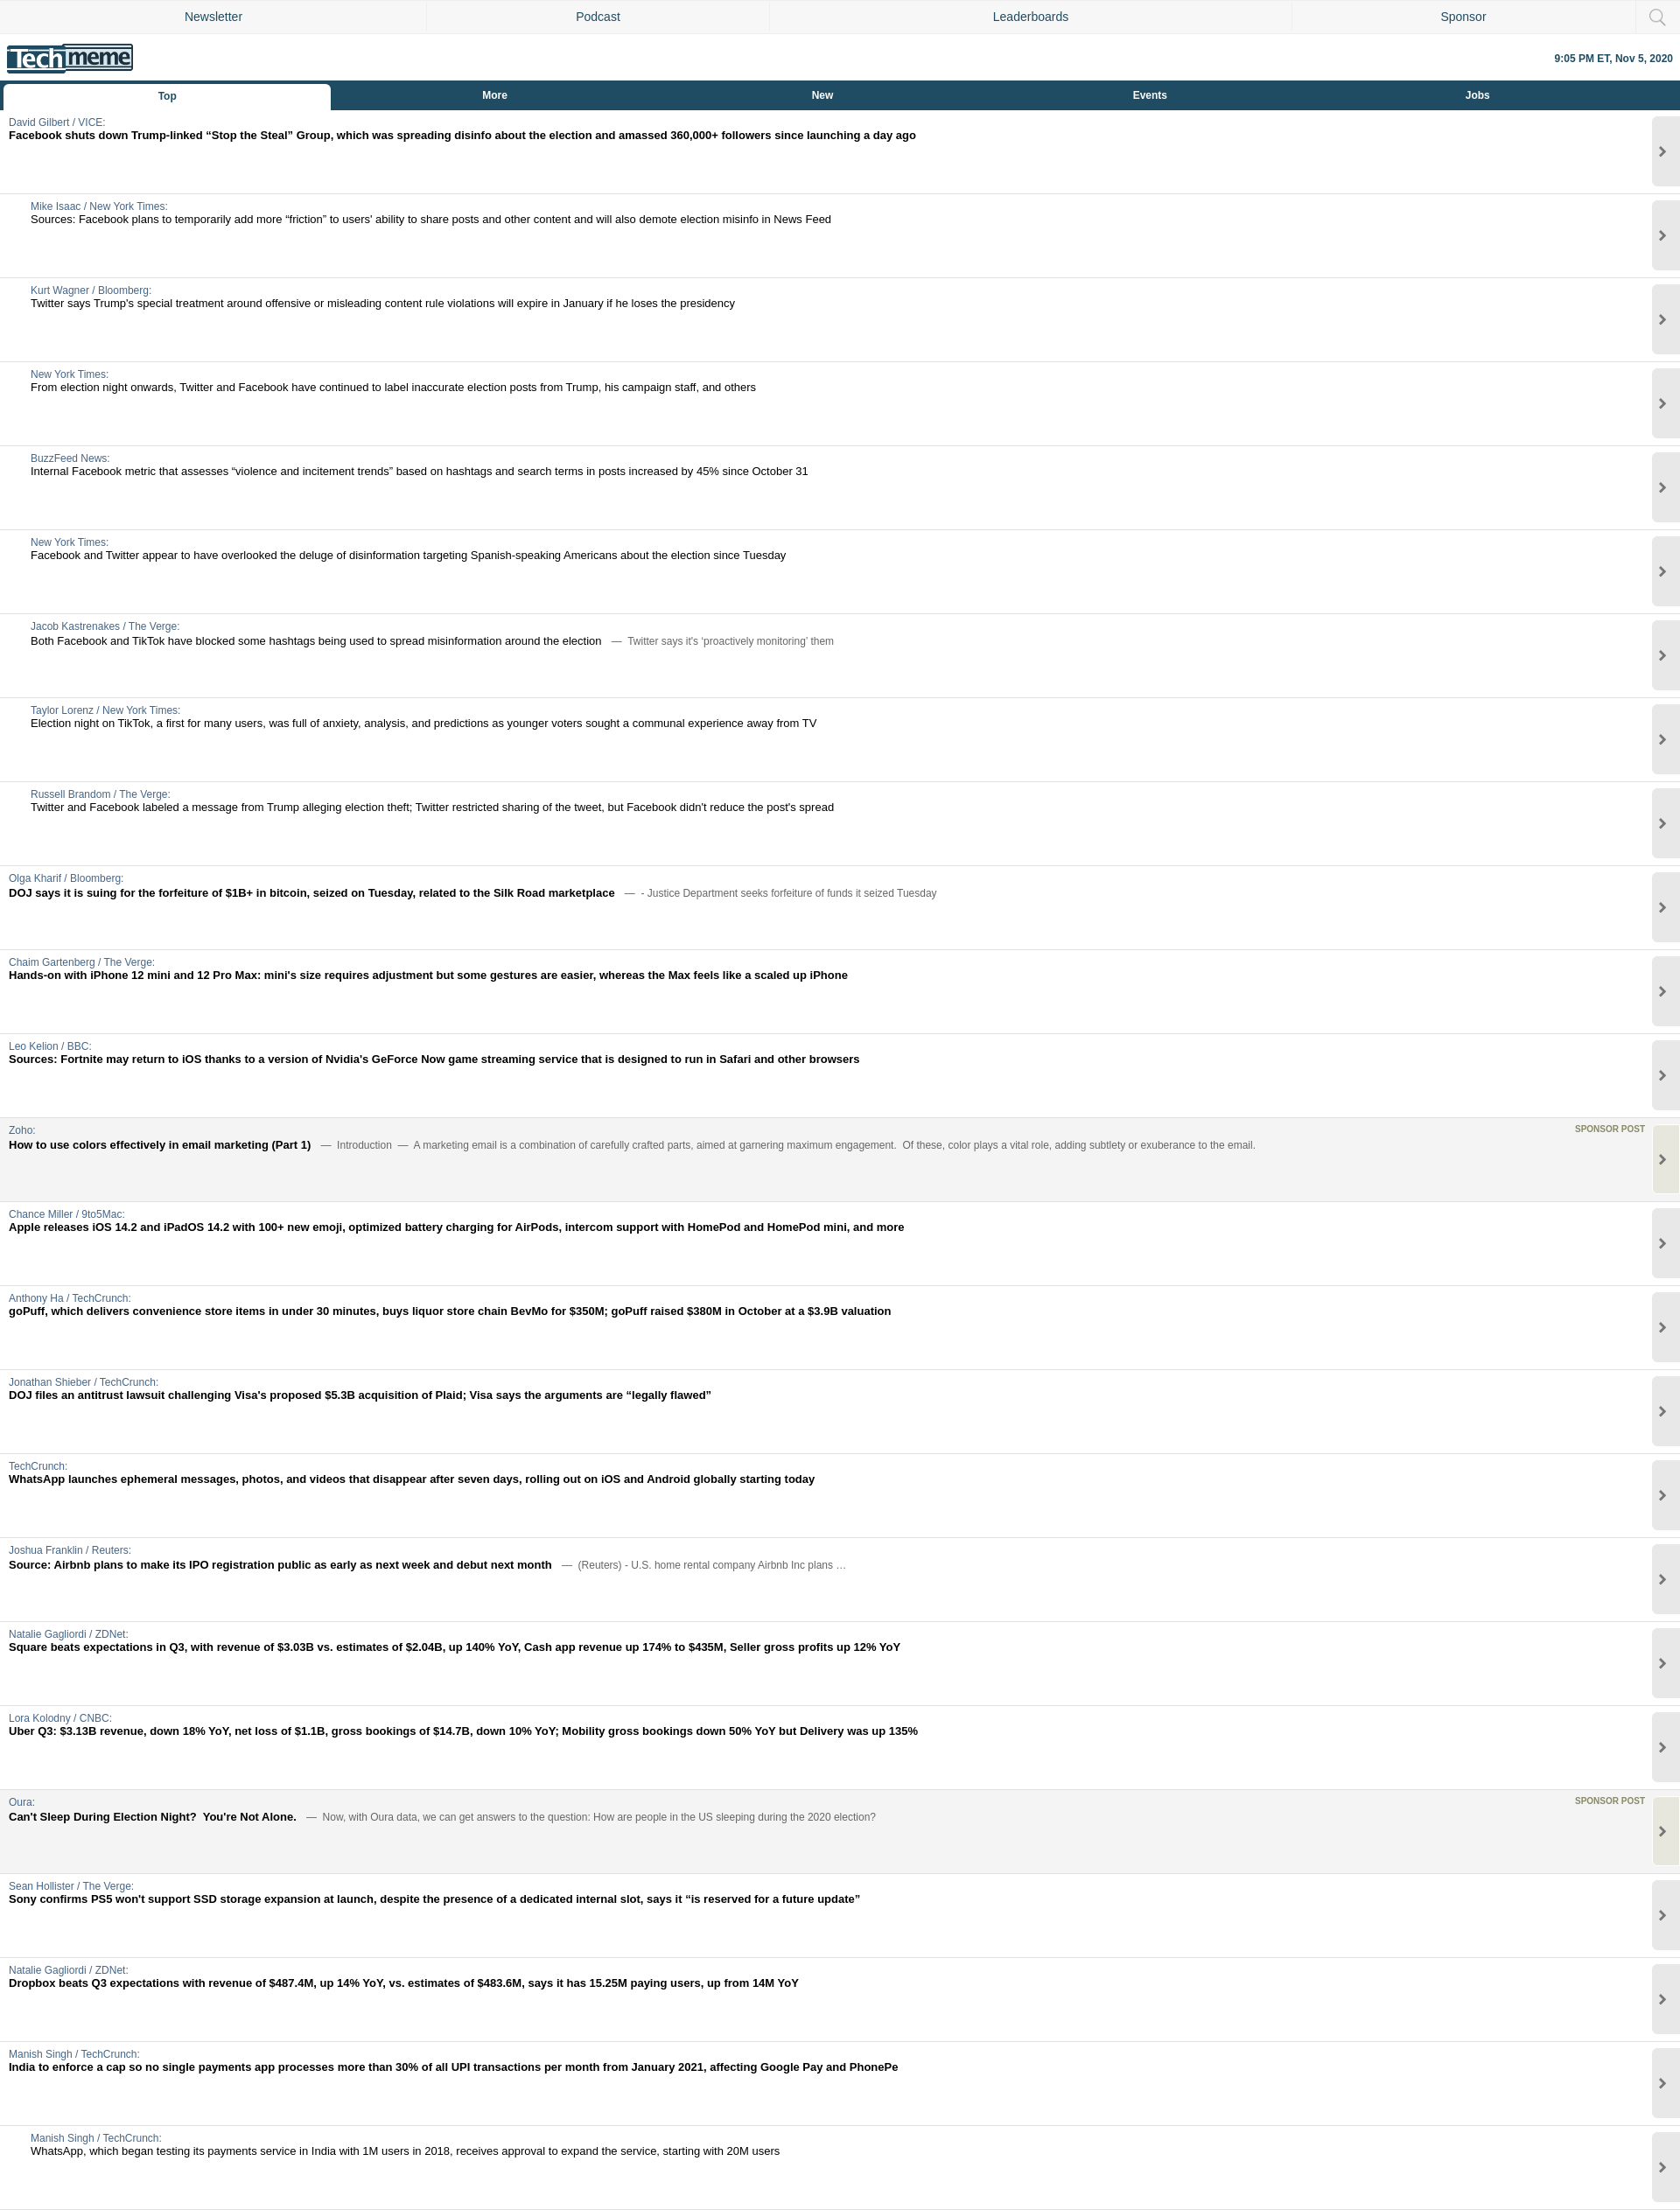 Newsletter
Podcast
Leaderboards
Sponsor
Techmeme
9:05 PM ET, Nov 5, 2020
Top
More
New
Events
Jobs
David Gilbert / VICE:
Facebook shuts down Trump-linked “Stop the Steal” Group, which was spreading disinfo about the election and amassed 360,000+ followers since launching a day ago
Mike Isaac / New York Times:
Sources: Facebook plans to temporarily add more “friction” to users' ability to share posts and other content and will also demote election misinfo in News Feed
Kurt Wagner / Bloomberg:
Twitter says Trump's special treatment around offensive or misleading content rule violations will expire in January if he loses the presidency
New York Times:
From election night onwards, Twitter and Facebook have continued to label inaccurate election posts from Trump, his campaign staff, and others
BuzzFeed News:
Internal Facebook metric that assesses “violence and incitement trends” based on hashtags and search terms in posts increased by 45% since October 31
New York Times:
Facebook and Twitter appear to have overlooked the deluge of disinformation targeting Spanish-speaking Americans about the election since Tuesday
Jacob Kastrenakes / The Verge:
Both Facebook and TikTok have blocked some hashtags being used to spread misinformation around the election — Twitter says it's ‘proactively monitoring’ them
Taylor Lorenz / New York Times:
Election night on TikTok, a first for many users, was full of anxiety, analysis, and predictions as younger voters sought a communal experience away from TV
Russell Brandom / The Verge:
Twitter and Facebook labeled a message from Trump alleging election theft; Twitter restricted sharing of the tweet, but Facebook didn't reduce the post's spread
Olga Kharif / Bloomberg:
DOJ says it is suing for the forfeiture of $1B+ in bitcoin, seized on Tuesday, related to the Silk Road marketplace — - Justice Department seeks forfeiture of funds it seized Tuesday
Chaim Gartenberg / The Verge:
Hands-on with iPhone 12 mini and 12 Pro Max: mini's size requires adjustment but some gestures are easier, whereas the Max feels like a scaled up iPhone
Leo Kelion / BBC:
Sources: Fortnite may return to iOS thanks to a version of Nvidia's GeForce Now game streaming service that is designed to run in Safari and other browsers
Zoho:
SPONSOR POST
How to use colors effectively in email marketing (Part 1) — Introduction — A marketing email is a combination of carefully crafted parts, aimed at garnering maximum engagement. Of these, color plays a vital role, adding subtlety or exuberance to the email.
Chance Miller / 9to5Mac:
Apple releases iOS 14.2 and iPadOS 14.2 with 100+ new emoji, optimized battery charging for AirPods, intercom support with HomePod and HomePod mini, and more
Anthony Ha / TechCrunch:
goPuff, which delivers convenience store items in under 30 minutes, buys liquor store chain BevMo for $350M; goPuff raised $380M in October at a $3.9B valuation
Jonathan Shieber / TechCrunch:
DOJ files an antitrust lawsuit challenging Visa's proposed $5.3B acquisition of Plaid; Visa says the arguments are “legally flawed”
TechCrunch:
WhatsApp launches ephemeral messages, photos, and videos that disappear after seven days, rolling out on iOS and Android globally starting today
Joshua Franklin / Reuters:
Source: Airbnb plans to make its IPO registration public as early as next week and debut next month — (Reuters) - U.S. home rental company Airbnb Inc plans …
Natalie Gagliordi / ZDNet:
Square beats expectations in Q3, with revenue of $3.03B vs. estimates of $2.04B, up 140% YoY, Cash app revenue up 174% to $435M, Seller gross profits up 12% YoY
Lora Kolodny / CNBC:
Uber Q3: $3.13B revenue, down 18% YoY, net loss of $1.1B, gross bookings of $14.7B, down 10% YoY; Mobility gross bookings down 50% YoY but Delivery was up 135%
Oura:
SPONSOR POST
Can't Sleep During Election Night? You're Not Alone. — Now, with Oura data, we can get answers to the question: How are people in the US sleeping during the 2020 election?
Sean Hollister / The Verge:
Sony confirms PS5 won't support SSD storage expansion at launch, despite the presence of a dedicated internal slot, says it “is reserved for a future update”
Natalie Gagliordi / ZDNet:
Dropbox beats Q3 expectations with revenue of $487.4M, up 14% YoY, vs. estimates of $483.6M, says it has 15.25M paying users, up from 14M YoY
Manish Singh / TechCrunch:
India to enforce a cap so no single payments app processes more than 30% of all UPI transactions per month from January 2021, affecting Google Pay and PhonePe
Manish Singh / TechCrunch:
WhatsApp, which began testing its payments service in India with 1M users in 2018, receives approval to expand the service, starting with 20M users